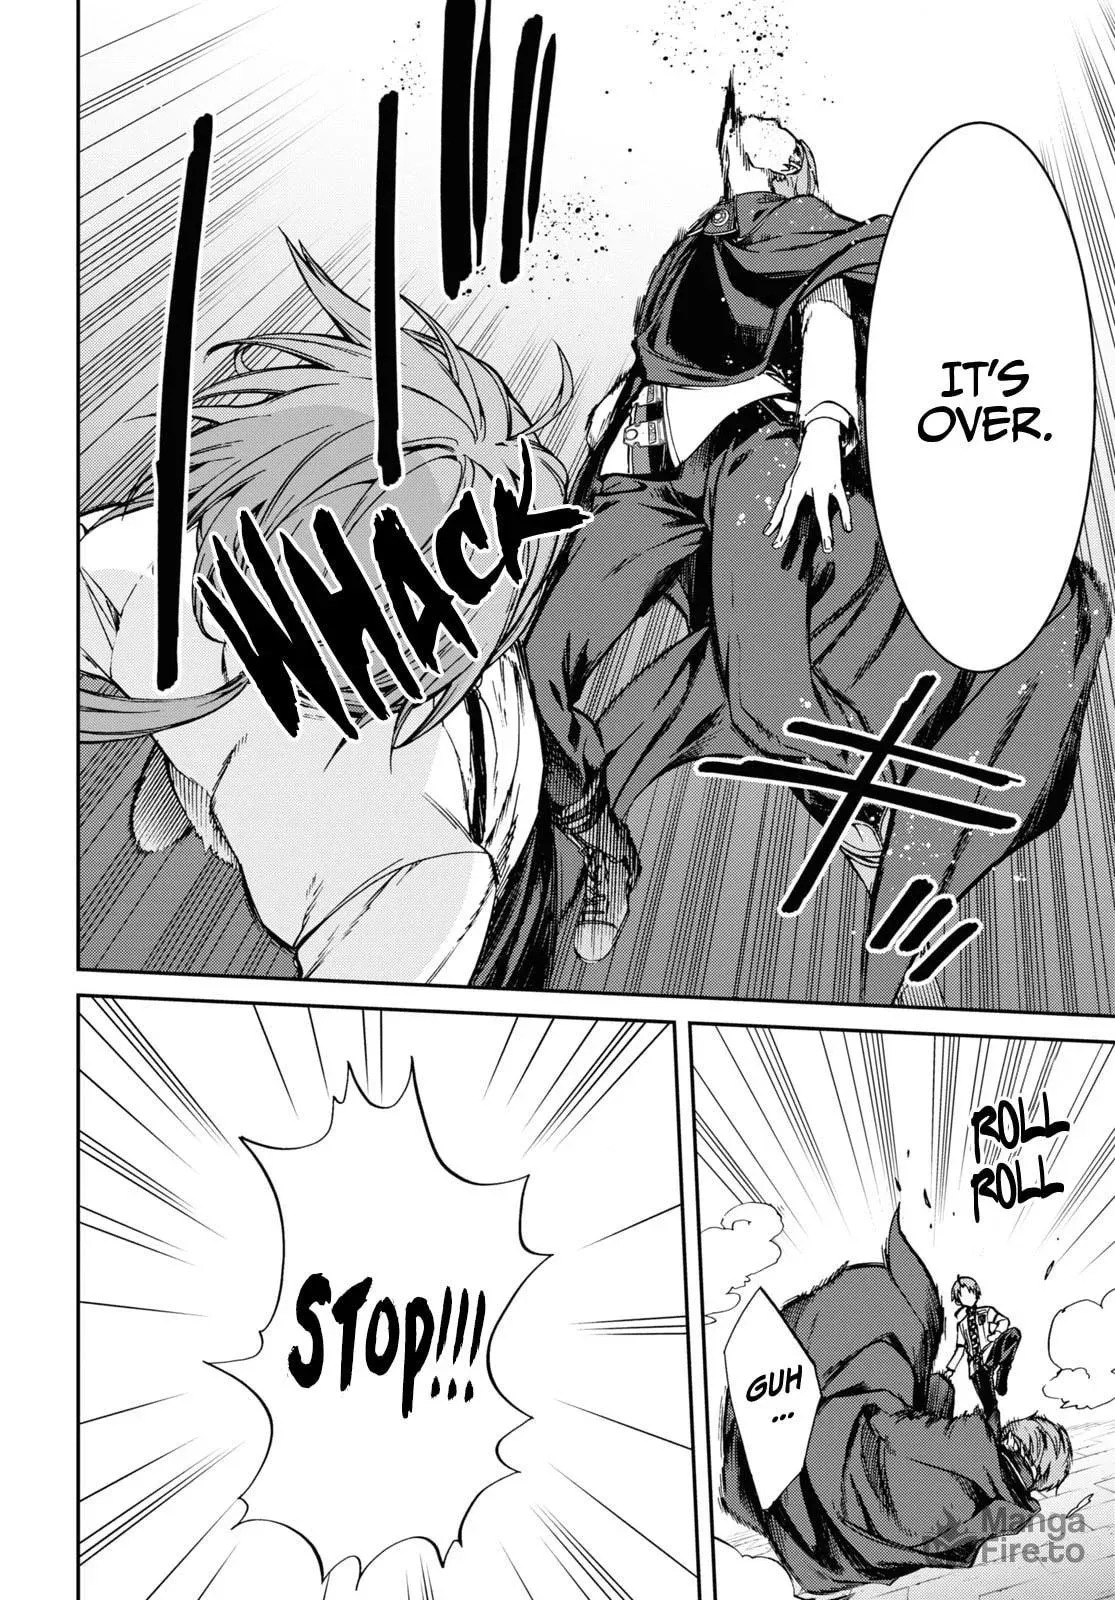 IT'S
OVER.
WHACK
ROLL
ROLL
GUH
...
STOP!!!
Manga
Fire.to